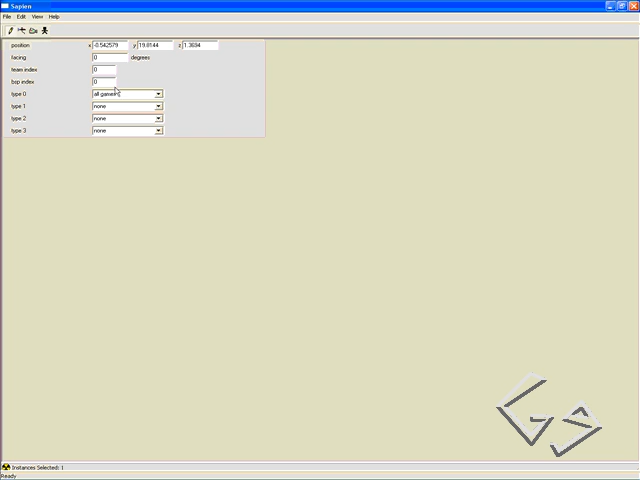 Sapien
File Edit View Help
position x -0.542579 y 19.8144 z 1.3694
facing 0 degrees
team index 0
bsp index 0
type 0 all games
type 1 none
type 2 none
type 3 none
GS
Instances Selected: 1
Ready